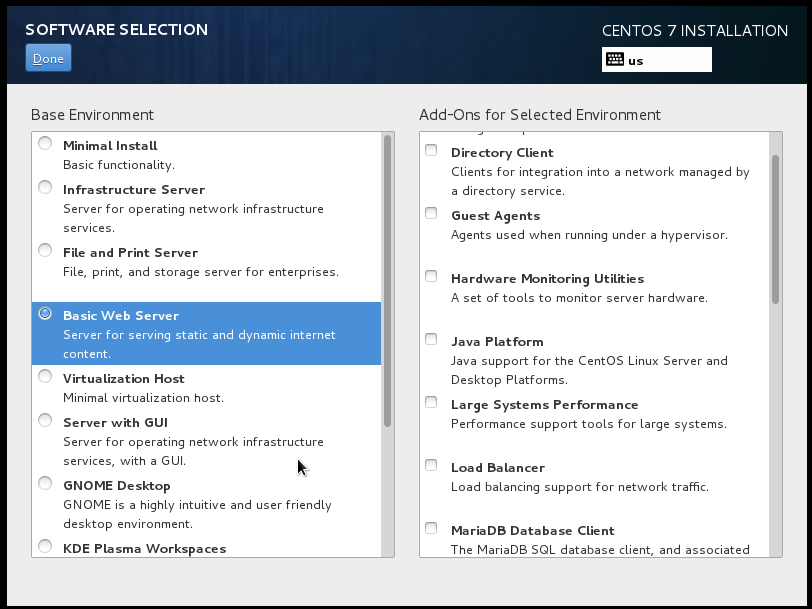 SOFTWARE SELECTION
CENTOS 7 INSTALLATION
Done
us
Base Environment
Minimal Install
Basic functionality.
Infrastructure Server
Server for operating network infrastructure
services.
File and Print Server
File, print, and storage server for enterprises.
Basic Web Server
Server for serving static and dynamic internet
content.
Virtualization Host
Minimal virtualization host.
Server with GUI
Server for operating network infrastructure
services, with a GUI.
GNOME Desktop
GNOME is a highly intuitive and user friendly
desktop environment.
KDE Plasma Workspaces
Add-Ons for Selected Environment
Directory Client
Clients for integration into a network managed by
a directory service.
Guest Agents
Agents used when running under a hypervisor.
Hardware Monitoring Utilities
A set of tools to monitor server hardware.
Java Platform
Java support for the CentOS Linux Server and
Desktop Platforms.
Large Systems Performance
Performance support tools for large systems.
Load Balancer
Load balancing support for network traffic.
MariaDB Database Client
The MariaDB SQL database client, and associated